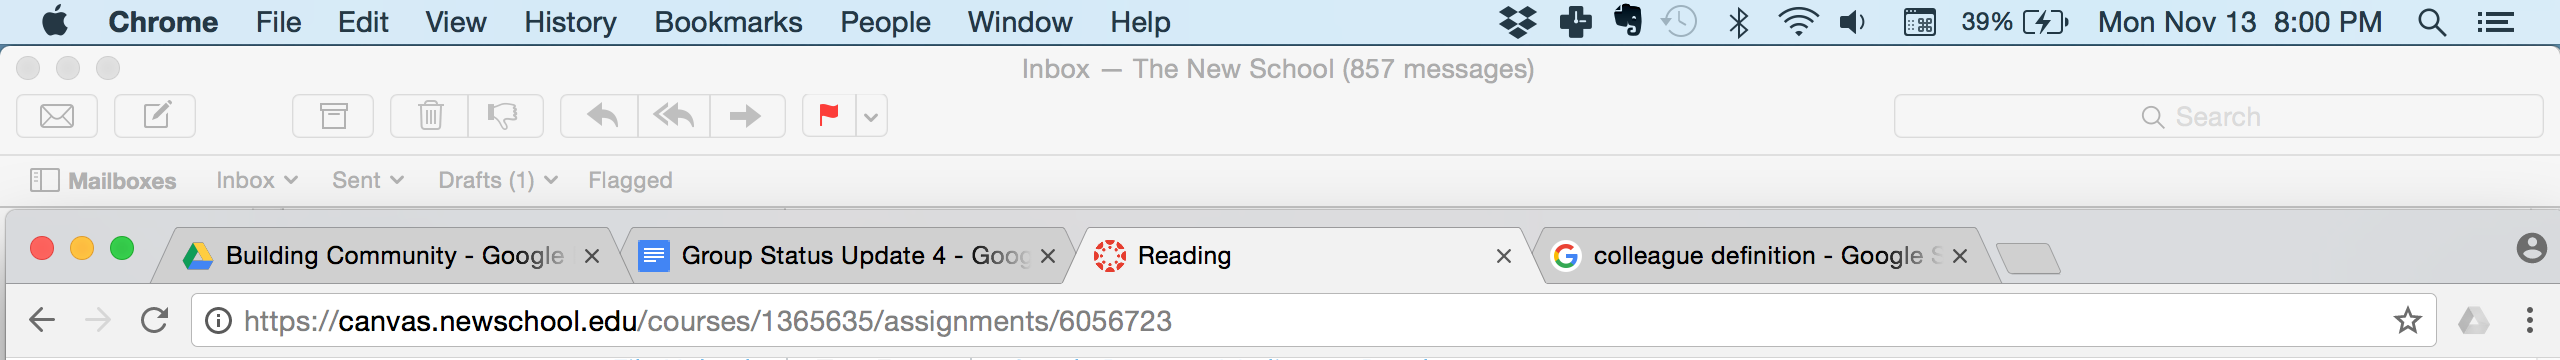 Chrome File Edit View History Bookmarks People Window Help 39% Mon Nov 13 8:00 PM
Inbox — The New School (857 messages)
Search
Mailboxes Inbox Sent Drafts (1) Flagged
Building Community - Google Group Status Update 4 - Goog Reading colleague definition - Google S
https://canvas.newschool.edu/courses/1365635/assignments/6056723